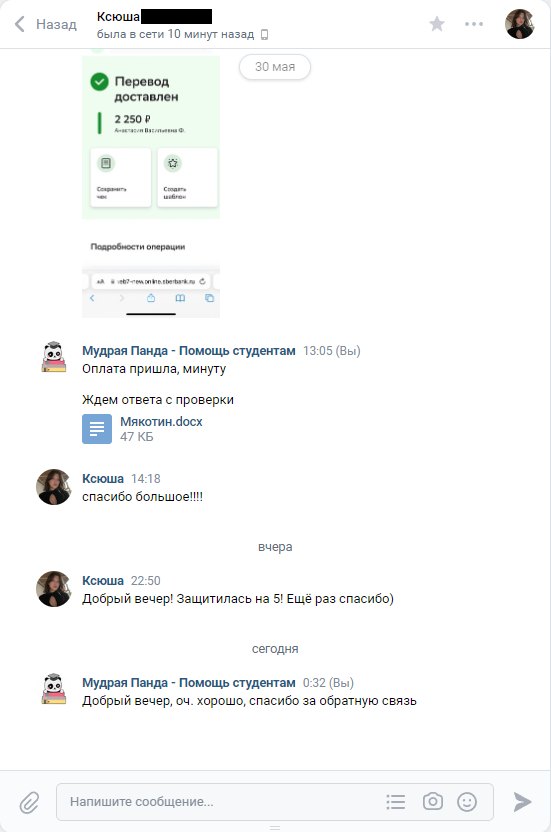 Назад
Ксюша
была в сети 10 минут назад
30 мая
Перевод
доставлен
2 250 ₽
Анастасия Васильевна Ф.
Сохранить
чек
Создать
шаблон
Подробности операции
АА
web7-new.online.sberbank.ru
Мудрая Панда - Помощь студентам 13:05 (Вы)
Оплата пришла, минуту
Ждем ответа с проверки
Мякотин.docx
47 КБ
Ксюша 14:18
спасибо большое!!!!
вчера
Ксюша 22:50
Добрый вечер! Защитилась на 5! Ещё раз спасибо)
сегодня
Мудрая Панда - Помощь студентам 0:32 (Вы)
Добрый вечер, оч. хорошо, спасибо за обратную связь
Напишите сообщение...